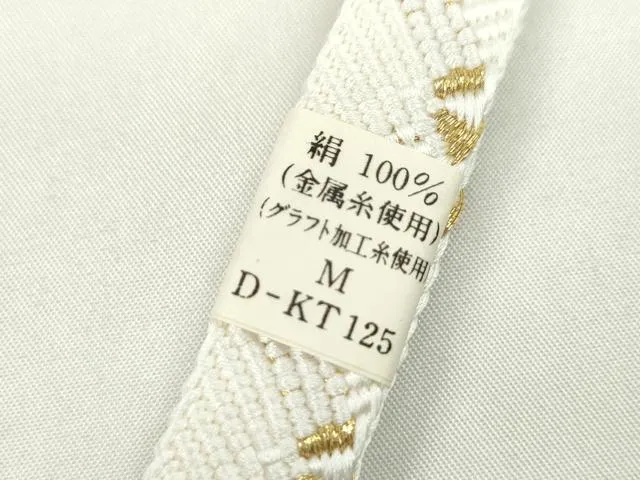 絹 100%
(金属糸使用)
(グラフト加工糸使用)
M
D-KT125